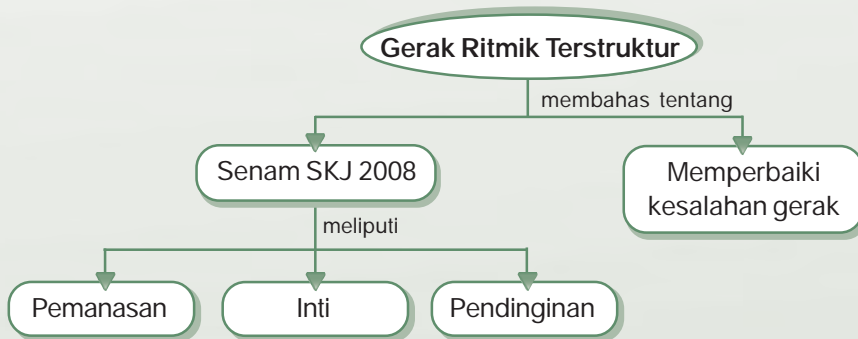 Gerak Ritmik Terstruktur
membahas tentang
Senam SKJ 2008
Memperbaiki
kesalahan gerak
meliputi
Pemanasan
Inti
Pendinginan